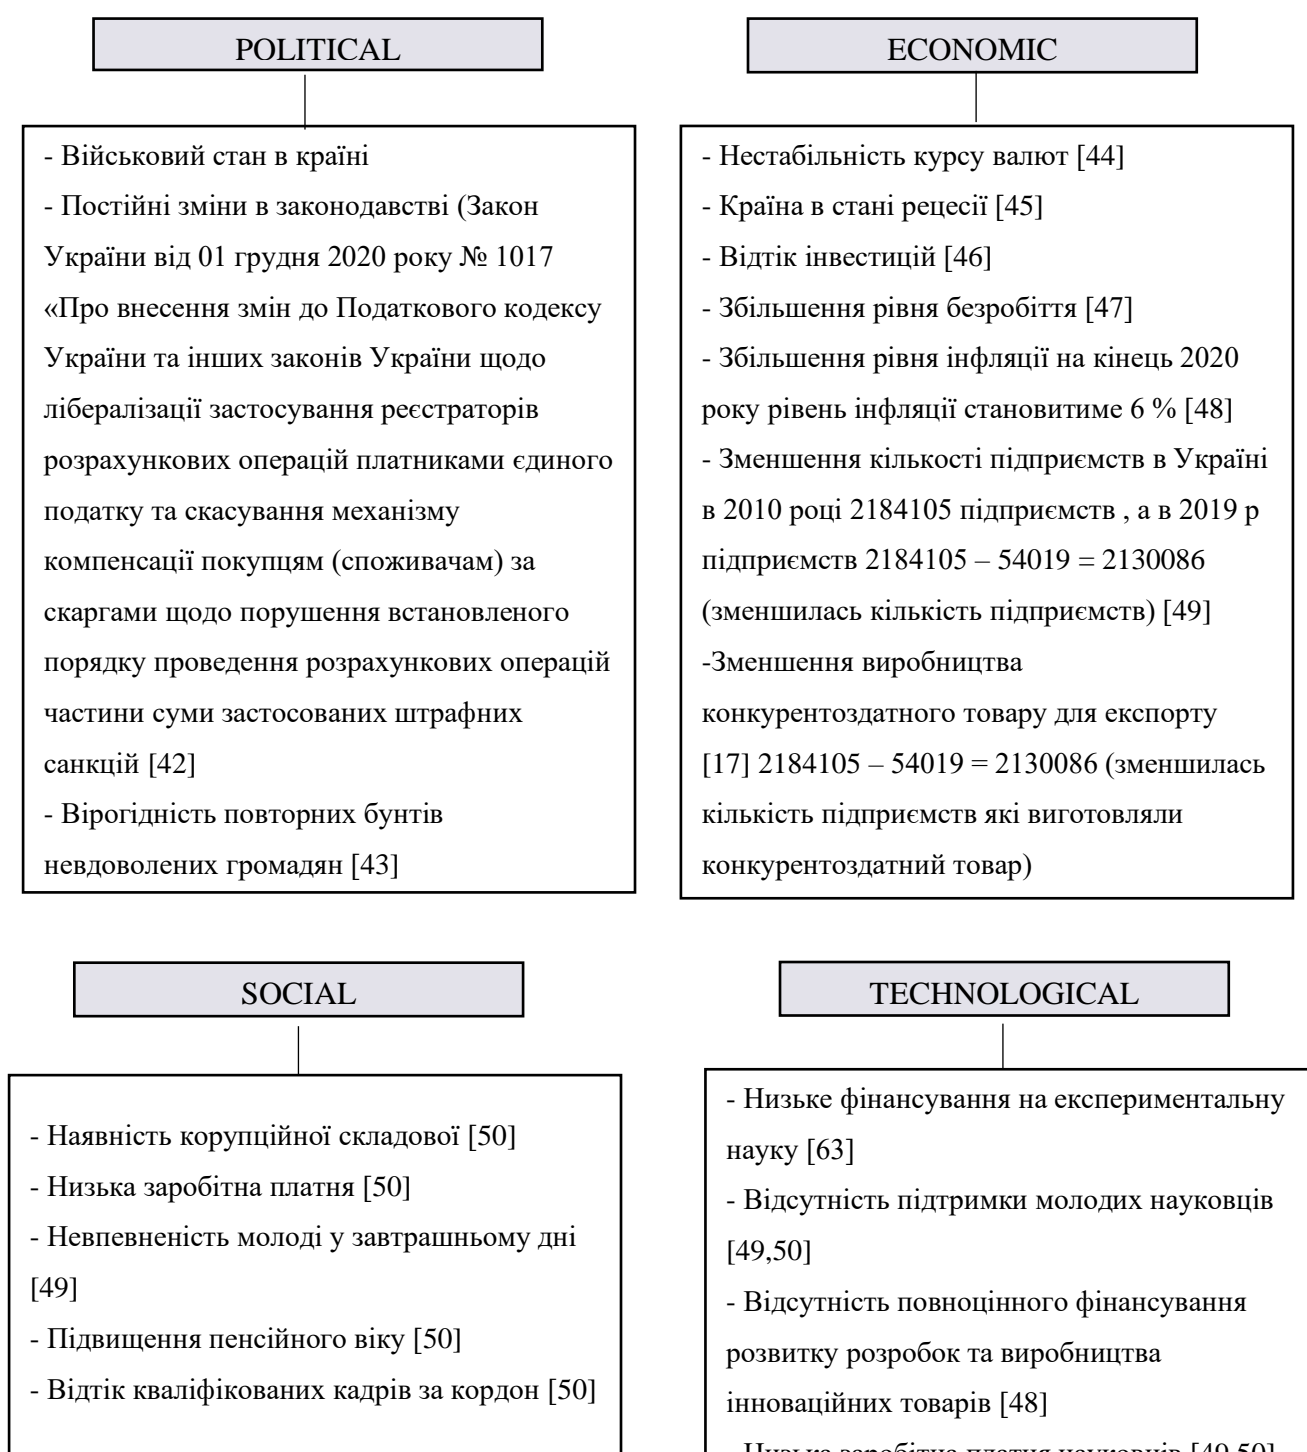 POLITICAL
- Військовий стан в країні
- Постійні зміни в законодавстві (Закон
України від 01 грудня 2020 року № 1017
«Про внесення змін до Податкового кодексу
України та інших законів України щодо
лібералізації застосування реєстраторів
розрахункових операцій платниками єдиного
податку та скасування механізму
компенсації покупцям (споживачам) за
скаргами щодо порушення встановленого
порядку проведення розрахункових операцій
частини суми застосованих штрафних
санкцій [42]
- Вірогідність повторних бунтів
невдоволених громадян [43]
ECONOMIC
- Нестабільність курсу валют [44]
- Країна в стані рецесії [45]
- Відтік інвестицій [46]
- Збільшення рівня безробіття [47]
- Збільшення рівня інфляції на кінець 2020
року рівень інфляції становитиме 6 % [48]
- Зменшення кількості підприємств в Україні
в 2010 році 2184105 підприємств , а в 2019 р
підприємств 2184105 – 54019 = 2130086
(зменшилась кількість підприємств) [49]
-Зменшення виробництва
конкурентоздатного товару для експорту
[17] 2184105 – 54019 = 2130086 (зменшилась
кількість підприємств які виготовляли
конкурентоздатний товар)
SOCIAL
- Наявність корупційної складової [50]
- Низька заробітна платня [50]
- Невпевненість молоді у завтрашньому дні
[49]
- Підвищення пенсійного віку [50]
- Відтік кваліфікованих кадрів за кордон [50]
TECHNOLOGICAL
- Низьке фінансування на експериментальну
науку [63]
- Відсутність підтримки молодих науковців
[49,50]
- Відсутність повноцінного фінансування
розвитку розробок та виробництва
інноваційних товарів [48]
- Низька заробітна платня науковців [49,50]